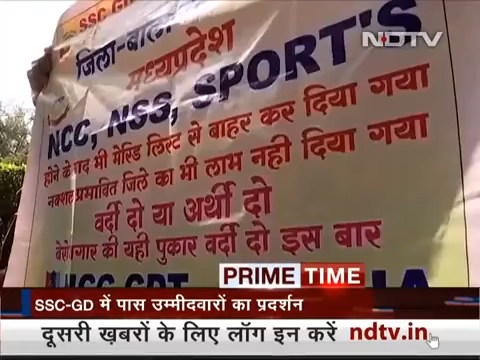 SSC-GD
NDTV
जिला-बाला
मध्यप्रदेश
NCC, NSS, SPORT'S
होने के बाद भी मेरिट लिस्ट से बाहर कर दिया गया
नक्शल प्रभावित जिले का भी लाभ नही दिया गया
वर्दी दो या अर्थी दो
बेरोजगार की यही पुकार वर्दी दो इस बार
PRIME TIME
SSC-GD में पास उम्मीदवारों का प्रदर्शन
दूसरी ख़बरों के लिए लॉग इन करें ndtv.in